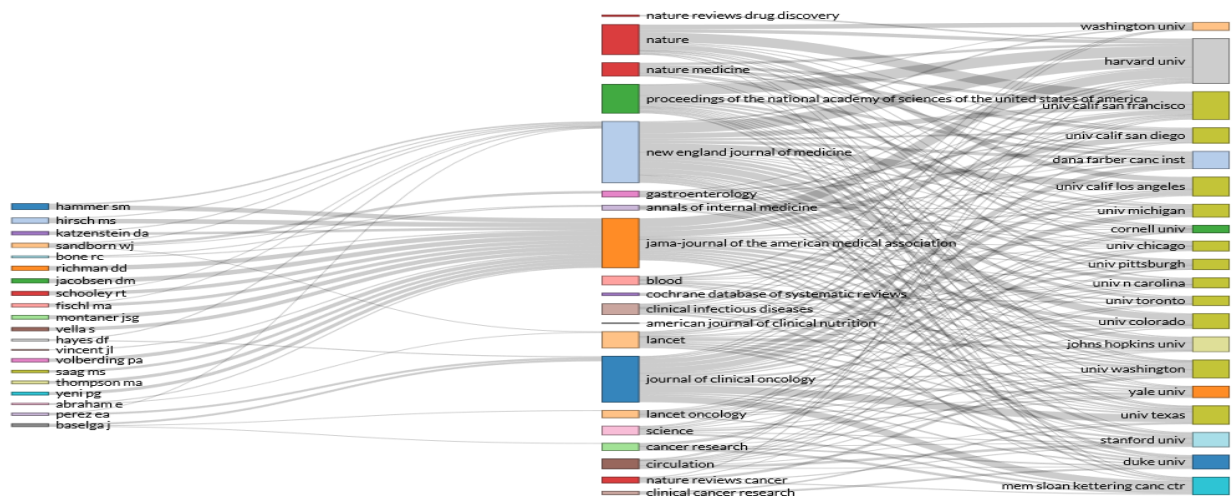 hammer sm
hirsch ms
katzenstein da
sandborn wj
bone rc
richman dd
jacobsen dm
schooley rt
fischl ma
montaner jsg
vella s
hayes df
vincent jl
volberding pa
saag ms
thompson ma
yeni pg
abraham e
perez ea
baselga j
nature reviews drug discovery
nature
nature medicine
proceedings of the national academy of sciences of the united states of america
new england journal of medicine
gastroenterology
annals of internal medicine
jama-journal of the american medical association
blood
cochrane database of systematic reviews
clinical infectious diseases
american journal of clinical nutrition
lancet
journal of clinical oncology
lancet oncology
science
cancer research
circulation
nature reviews cancer
clinical cancer research
washington univ
harvard univ
univ calif san francisco
univ calif san diego
dana farber canc inst
univ calif los angeles
univ michigan
cornell univ
univ chicago
univ pittsburgh
univ n carolina
univ toronto
univ colorado
johns hopkins univ
univ washington
yale univ
univ texas
stanford univ
duke univ
mem sloan kettering canc ctr